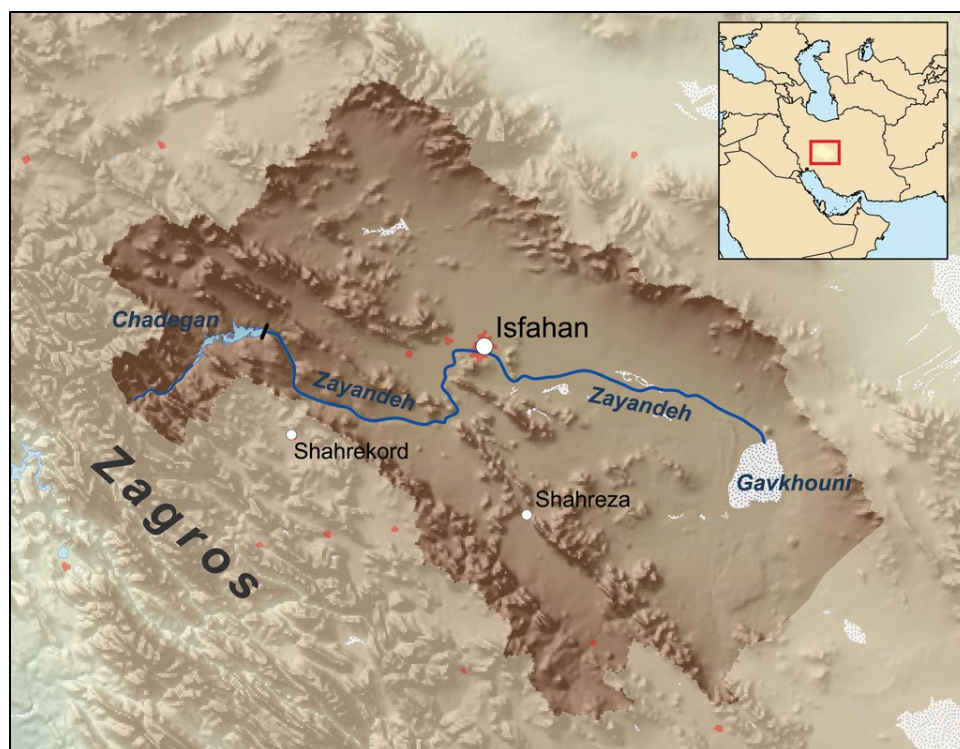 Isfahan
Chadegan
Zayandeh
Zayandeh
Shahrekord
Gavkhouni
Shahreza
Zagros